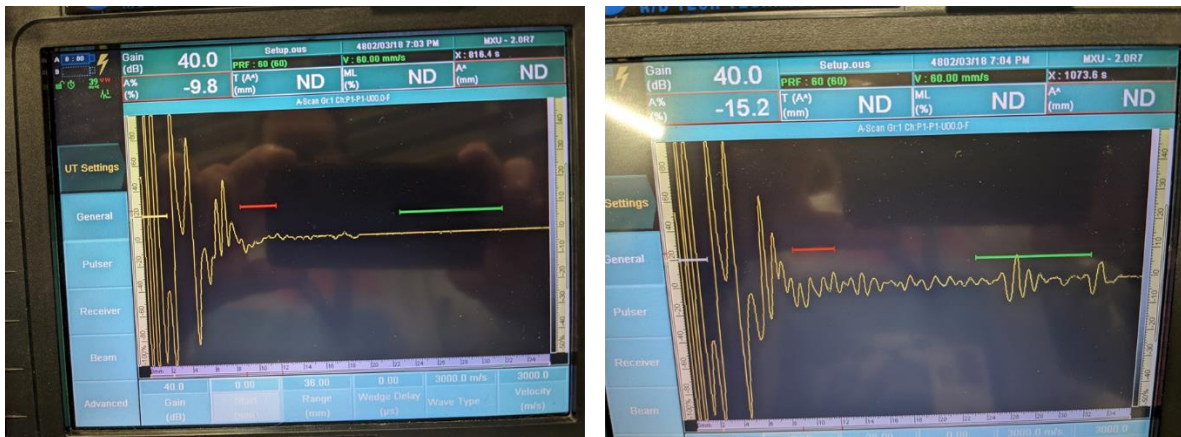 Gain (dB) 40.0
Setup.ous
4802/03/18 7:03 PM
MXU - 2.0R7
PRF : 60 (60)
V : 60.00 mm/s
X : 816.4 s
A% (%) -9.8
T (A^) (mm) ND
ML (%) ND
A^ (mm) ND
A-Scan Gr:1 Ch:P1-P1-U00.0-F
UT Settings
General
Pulser
Receiver
Beam
Advanced
40.0
0.00
36.00
0.00
3000.0 m/s
3000.0
Gain (dB)
Range (mm)
Wedge Delay (µs)
Wave Type
Velocity (m/s)
Gain (dB) 40.0
Setup.ous
4802/03/18 7:04 PM
MXU - 2.0R7
PRF : 60 (60)
V : 60.00 mm/s
X : 1073.6 s
A% (%) -15.2
T (A^) (mm) ND
ML (%) ND
A^ (mm) ND
A-Scan Gr:1 Ch:P1-P1-U00.0-F
Settings
General
Pulser
Receiver
Beam